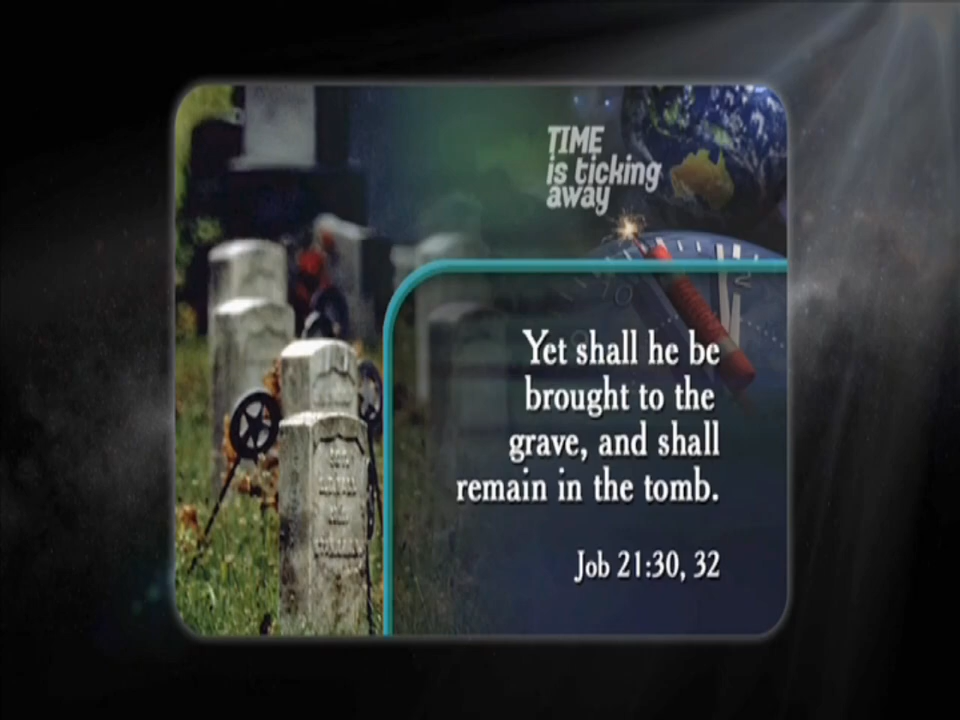 TIME
is ticking
away
Yet shall he be
brought to the
grave, and shall
remain in the tomb.
Job 21:30, 32